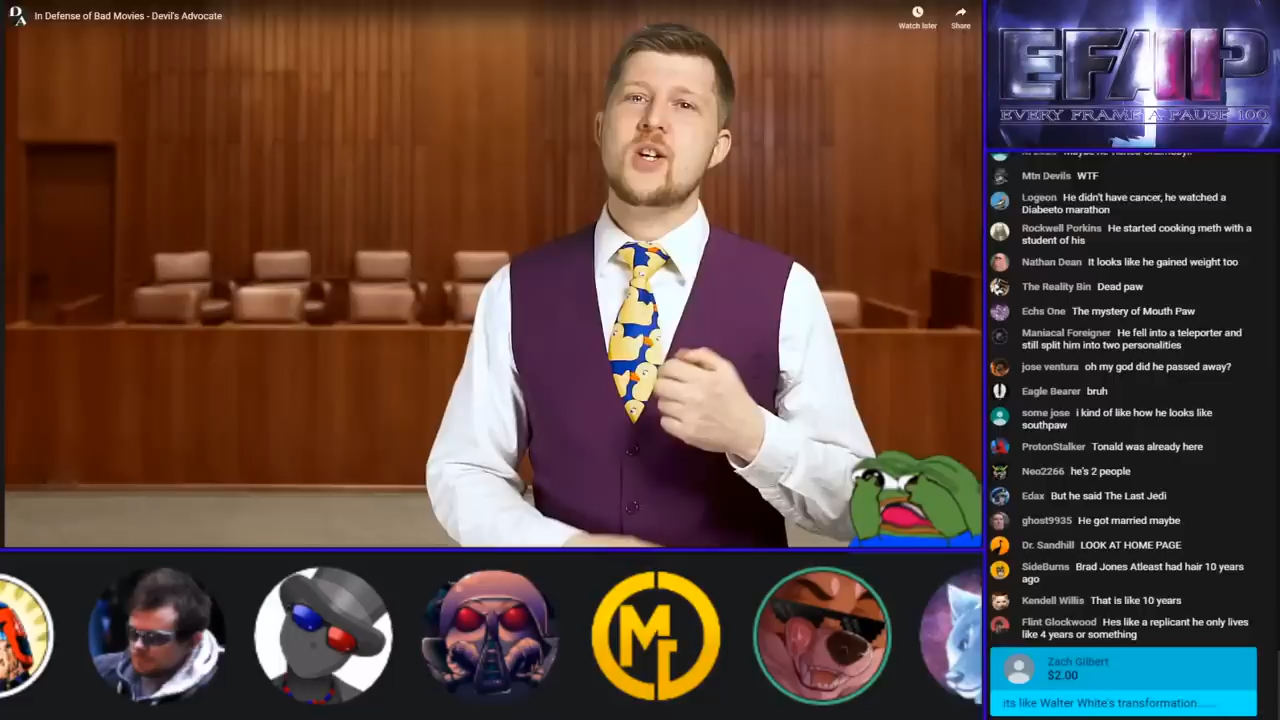 D
A
In Defense of Bad Movies - Devil's Advocate
Watch later
Share
EFAP
EVERY FRAME A PAUSE 100
Mtn Devils WTF
Logeon He didn't have cancer, he watched a
Diabeeto marathon
Rockwell Porkins He started cooking meth with a
student of his
Nathan Dean It looks like he gained weight too
The Reality Bin Dead paw
Echs One The mystery of Mouth Paw
Maniacal Foreigner He fell into a teleporter and
still split him into two personalities
jose ventura oh my god did he passed away?
Eagle Bearer bruh
some jose i kind of like how he looks like
southpaw
ProtonStalker Tonald was already here
Neo2266 he's 2 people
Edax But he said The Last Jedi
ghost9935 He got married maybe
Dr. Sandhill LOOK AT HOME PAGE
SideBurns Brad Jones Atleast had hair 10 years
ago
Kendell Willis That is like 10 years
Flint Glockwood Hes like a replicant he only lives
like 4 years or something
Zach Gilbert
$2.00
its like Walter White's transformation......